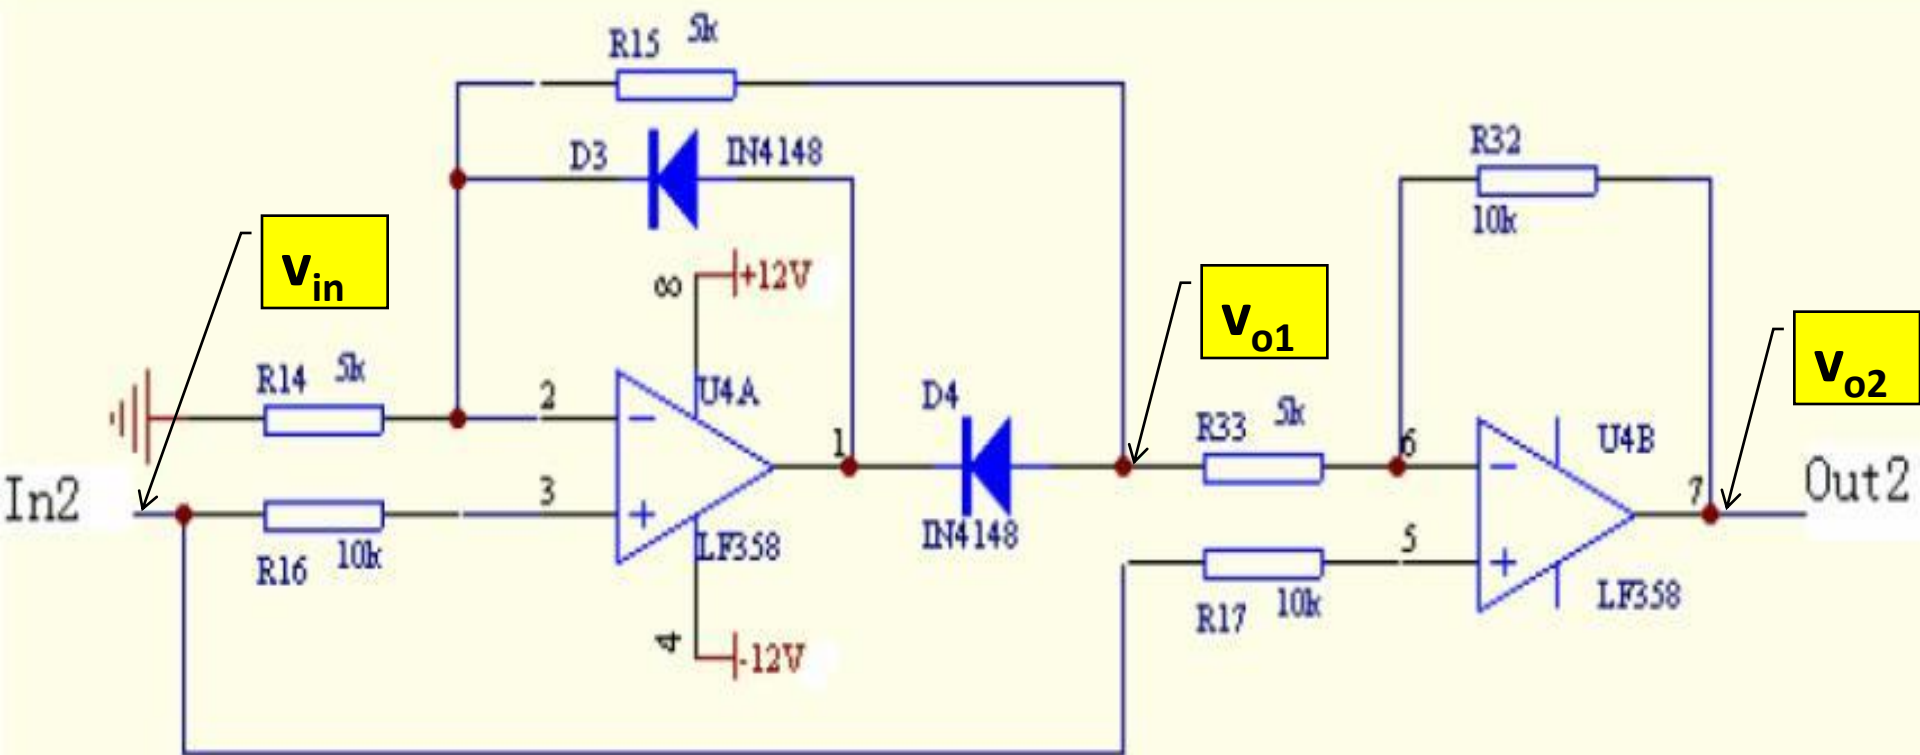 R15 5k
D3 IN4148
R32
10k
vin
8 +12V
vo1
vo2
R14 5k
2
U4A
D4
1
R33 5k
6
U4B
In2
3
7
Out2
R16 10k
LF358
IN4148
5
R17 10k
LF358
4
-12V